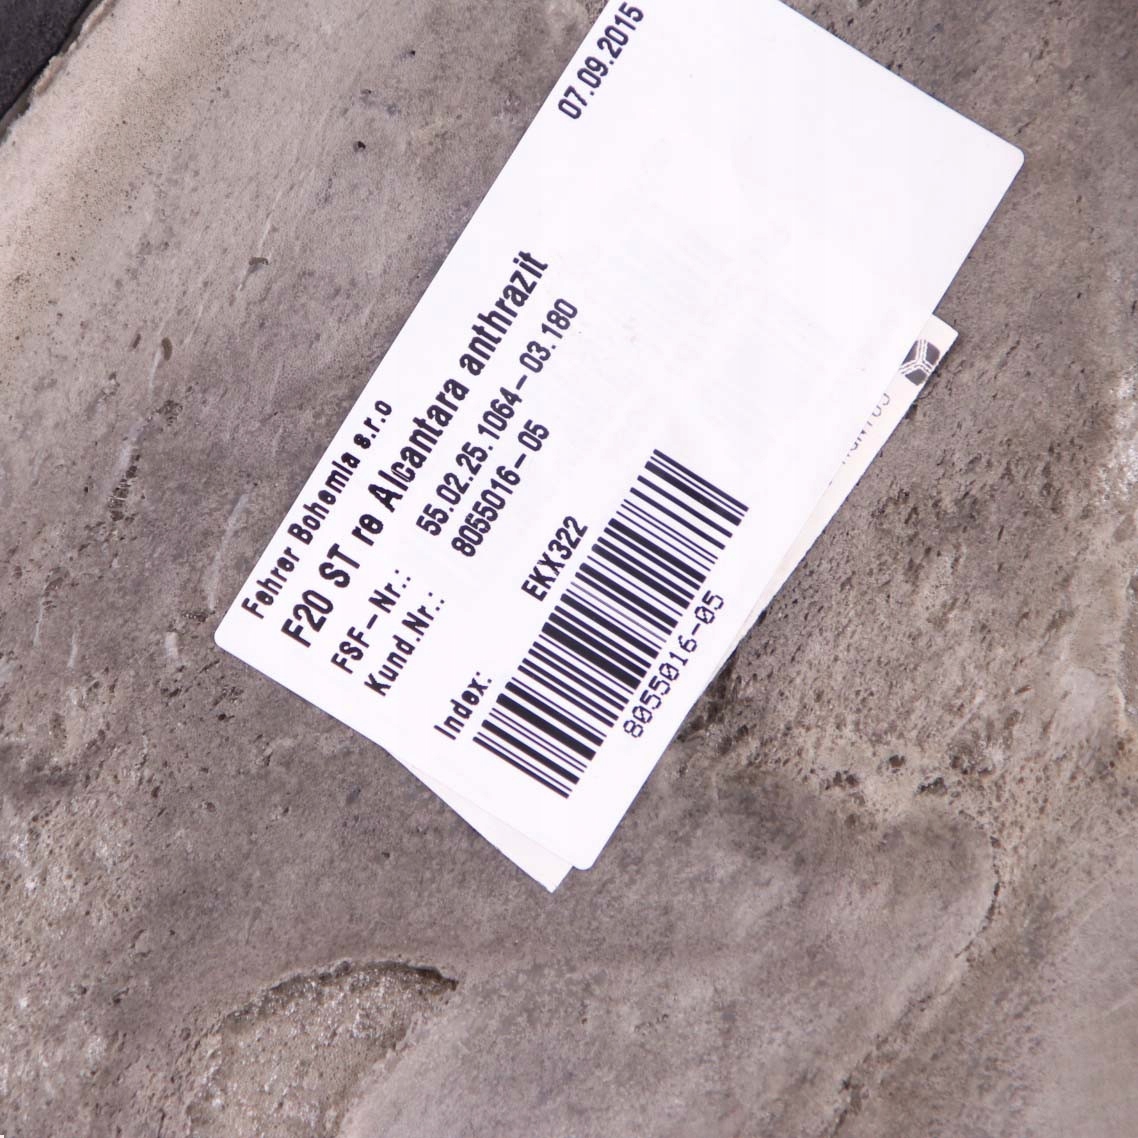 07.09.2015
Fehrer Bohemia s.r.o
F20 ST re Alcantara anthrazit
FSF-Nr.: 55.02.25.1064-03.180
Kund.Nr.: 8055016-05
Index: EKX322
8055016-05